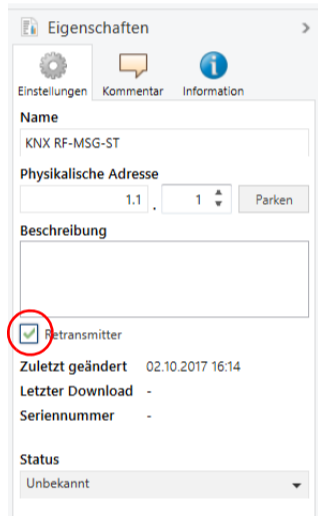 Eigenschaften
Einstellungen Kommentar Information
Name
KNX RF-MSG-ST
Physikalische Adresse
1.1 . 1 Parken
Beschreibung
Retransmitter
Zuletzt geändert 02.10.2017 16:14
Letzter Download -
Seriennummer -
Status
Unbekannt